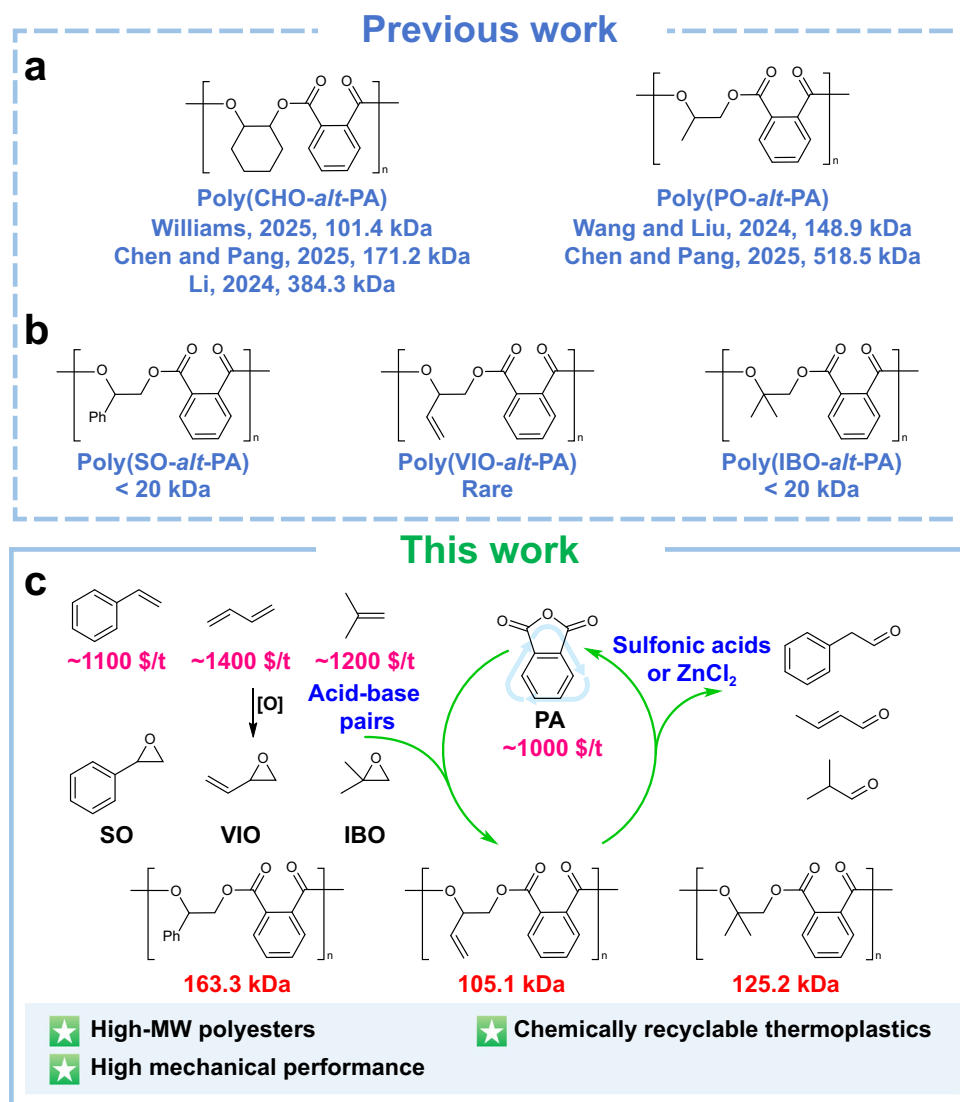 Previous work
a
O
O
O
O
n
Poly(CHO-alt-PA)
Williams, 2025, 101.4 kDa
Chen and Pang, 2025, 171.2 kDa
Li, 2024, 384.3 kDa
O
O
O
O
n
Poly(PO-alt-PA)
Wang and Liu, 2024, 148.9 kDa
Chen and Pang, 2025, 518.5 kDa
b
O
O
O
O
Ph
n
Poly(SO-alt-PA)
< 20 kDa
O
O
O
O
n
Poly(VIO-alt-PA)
Rare
O
O
O
O
n
Poly(IBO-alt-PA)
< 20 kDa
This work
c
~1100 $/t
~1400 $/t
~1200 $/t
[O]
Acid-base
pairs
O
SO
O
VIO
O
IBO
O
O
O
PA
~1000 $/t
Sulfonic acids
or ZnCl2
O
O
O
O
O
O
O
Ph
n
163.3 kDa
O
O
O
O
n
105.1 kDa
O
O
O
O
n
125.2 kDa
High-MW polyesters
Chemically recyclable thermoplastics
High mechanical performance